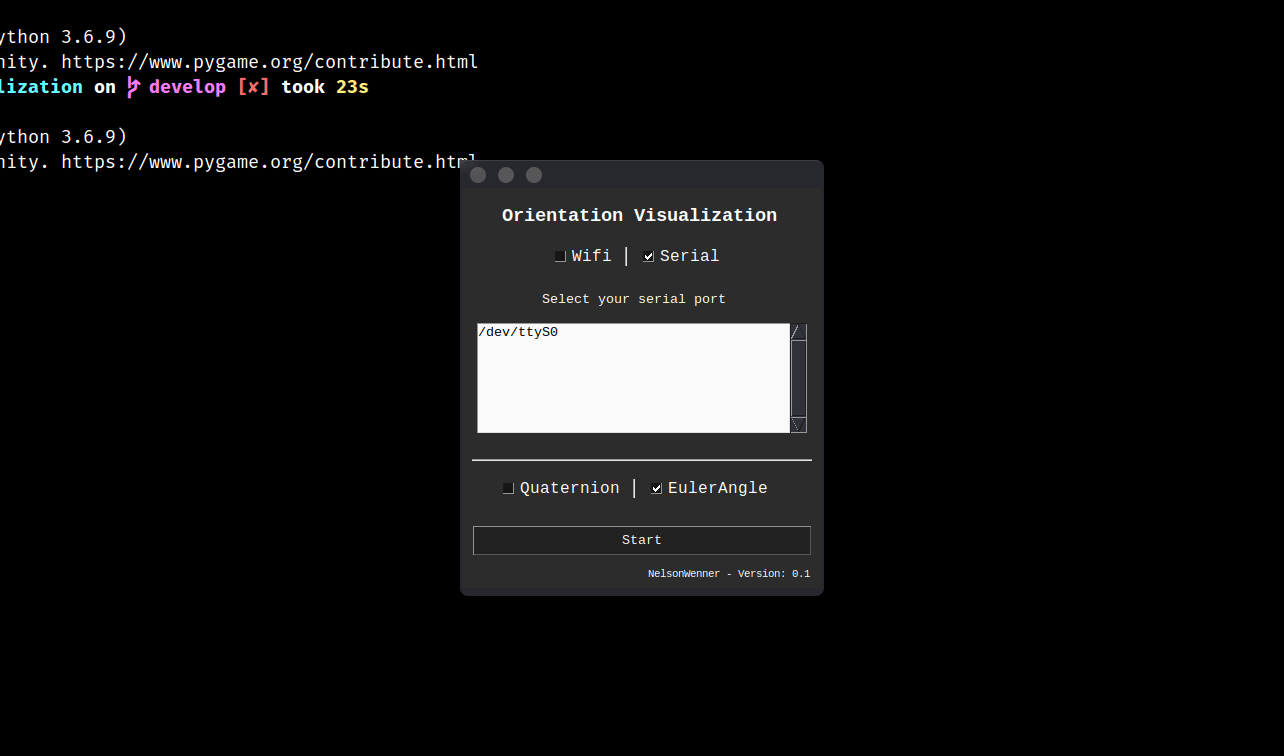 ython 3.6.9)
nity. https://www.pygame.org/contribute.html
lization on develop [✘] took 23s
ython 3.6.9)
nity. https://www.pygame.org/contribute.html
Orientation Visualization
Wifi | Serial
Select your serial port
/dev/ttyS0
Quaternion | EulerAngle
Start
NelsonWenner - Version: 0.1